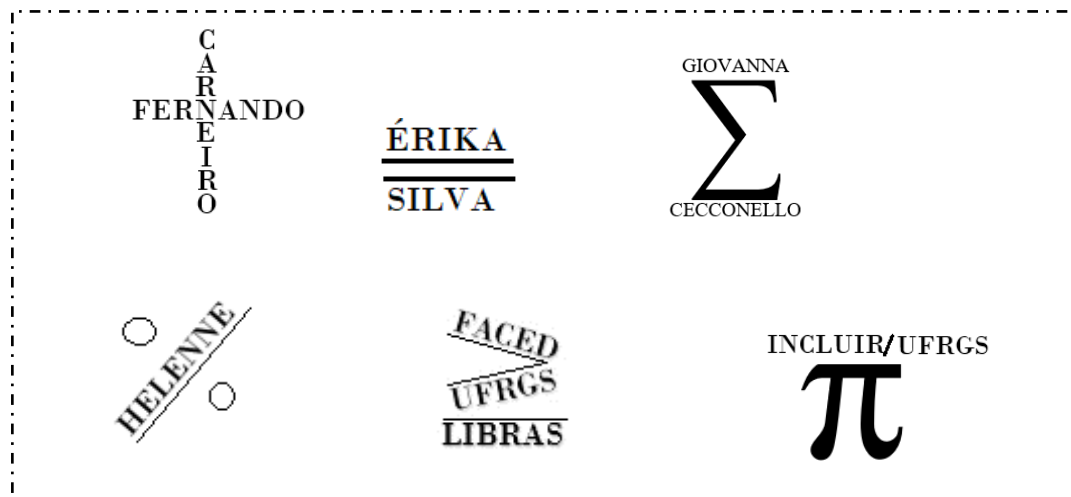 CARNEIRO
FERNANDO
ÉRIKA
SILVA
GIOVANNA
Σ
CECCONELLO
HELENNE
FACED
UFRGS
LIBRAS
INCLUIR/UFRGS
π